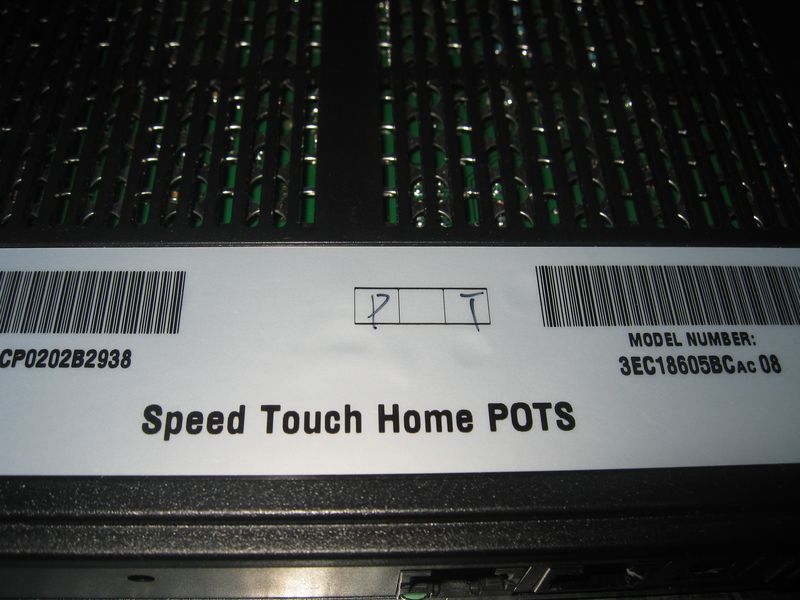 P T
MODEL NUMBER:
CP0202B2938
3EC18605BCAC 08
Speed Touch Home POTS